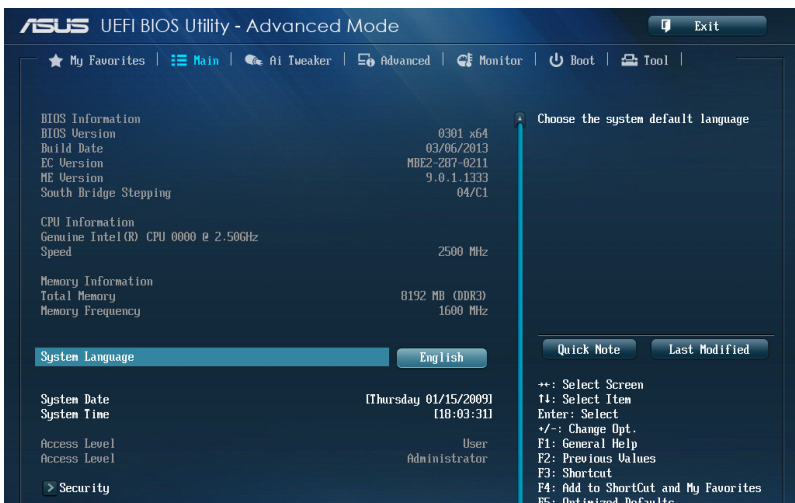 ASUS UEFI BIOS Utility - Advanced Mode
Exit
My Favorites | Main | Ai Tweaker | Advanced | Monitor | Boot | Tool |
BIOS Information
BIOS Version 0301 x64
Build Date 03/06/2013
EC Version MBE2-Z87-0211
ME Version 9.0.1.1333
South Bridge Stepping 04/C1
CPU Information
Genuine Intel(R) CPU 0000 @ 2.50GHz
Speed 2500 MHz
Memory Information
Total Memory 8192 MB (DDR3)
Memory Frequency 1600 MHz
System Language English
System Date [Thursday 01/15/2009]
System Time [18:03:31]
Access Level User
Access Level Administrator
> Security
Choose the system default language
Quick Note Last Modified
→←: Select Screen
↑↓: Select Item
Enter: Select
+/-: Change Opt.
F1: General Help
F2: Previous Values
F3: Shortcut
F4: Add to ShortCut and My Favorites
F5: Optimized Defaults